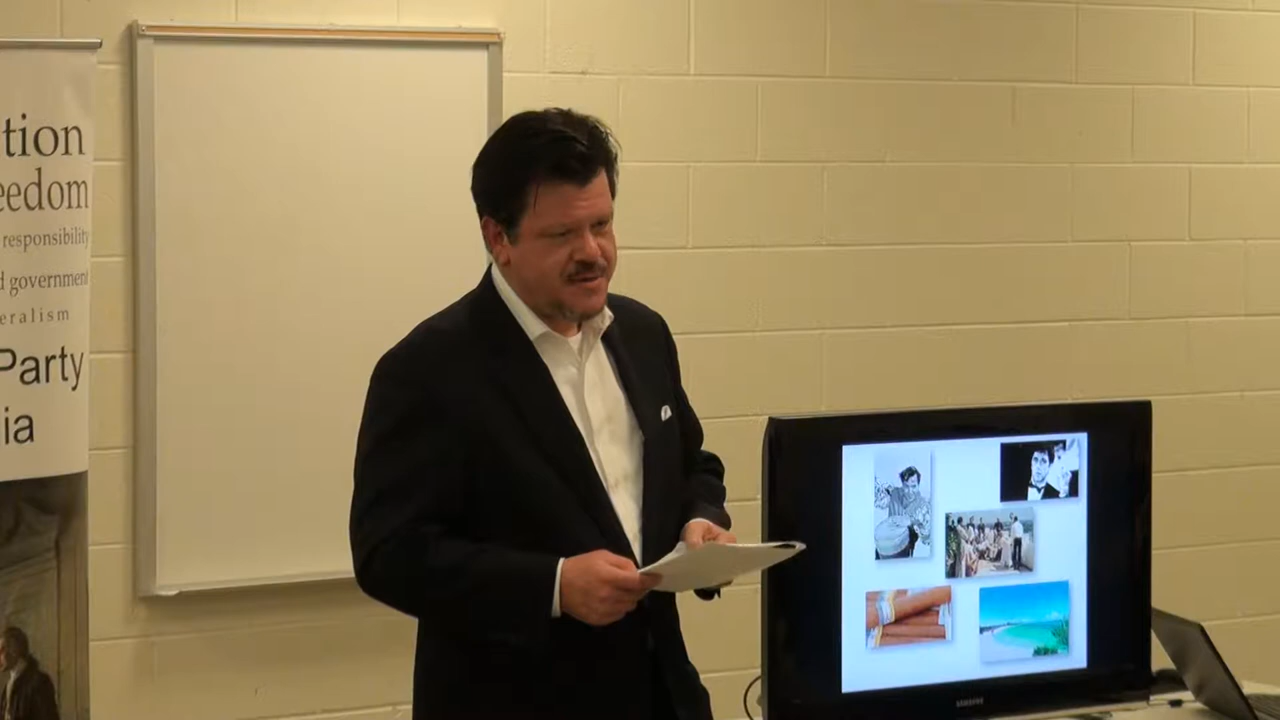 tion
eedom
responsibility
d government
eralism
Party
ia
SAMSUNG